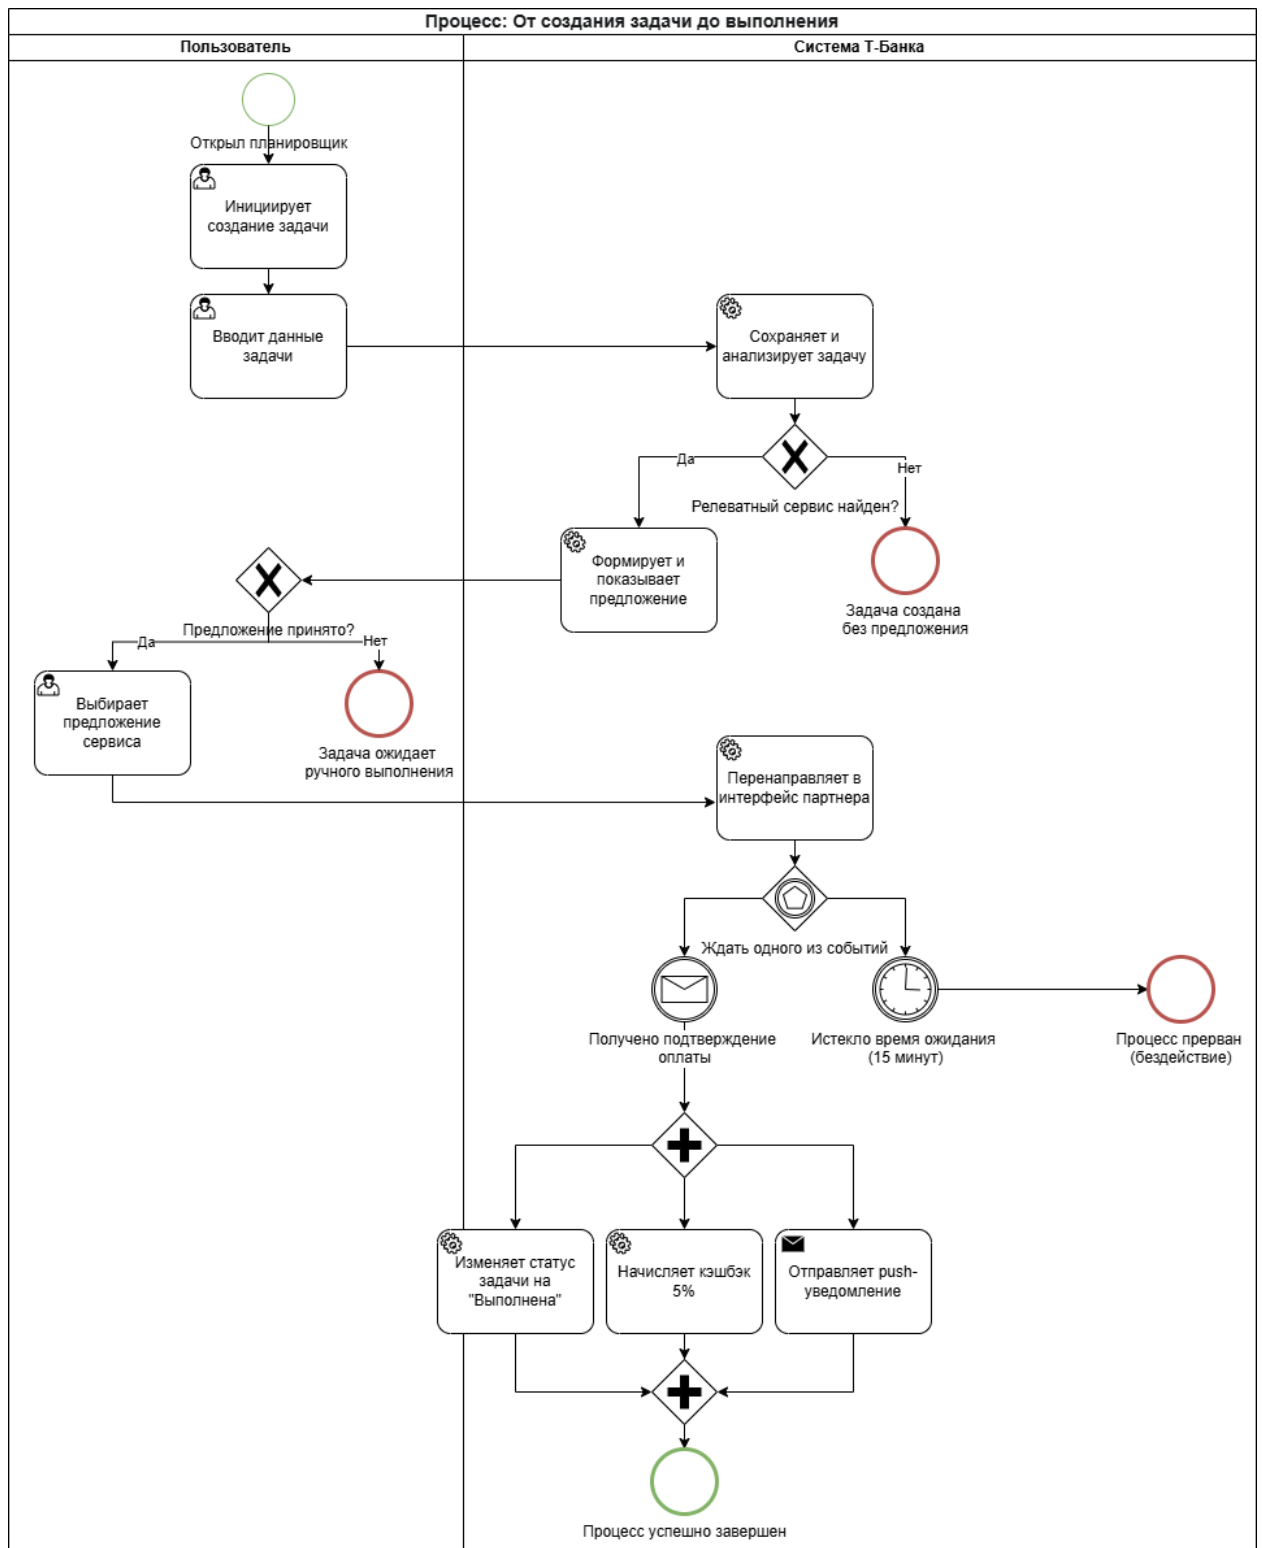 Процесс: От создания задачи до выполнения
Пользователь
Система Т-Банка
Открыл планировщик
Инициирует
создание задачи
Вводит данные
задачи
Сохраняет и
анализирует задачу
Да
Нет
Релеватный сервис найден?
Формирует и
показывает
предложение
Задача создана
без предложения
Предложение принято?
Да
Нет
Выбирает
предложение
сервиса
Задача ожидает
ручного выполнения
Перенаправляет в
интерфейс партнера
Ждать одного из событий
Получено подтверждение
оплаты
Истекло время ожидания
(15 минут)
Процесс прерван
(бездействие)
Изменяет статус
задачи на
"Выполнена"
Начисляет кэшбэк
5%
Отправляет push-
уведомление
Процесс успешно завершен